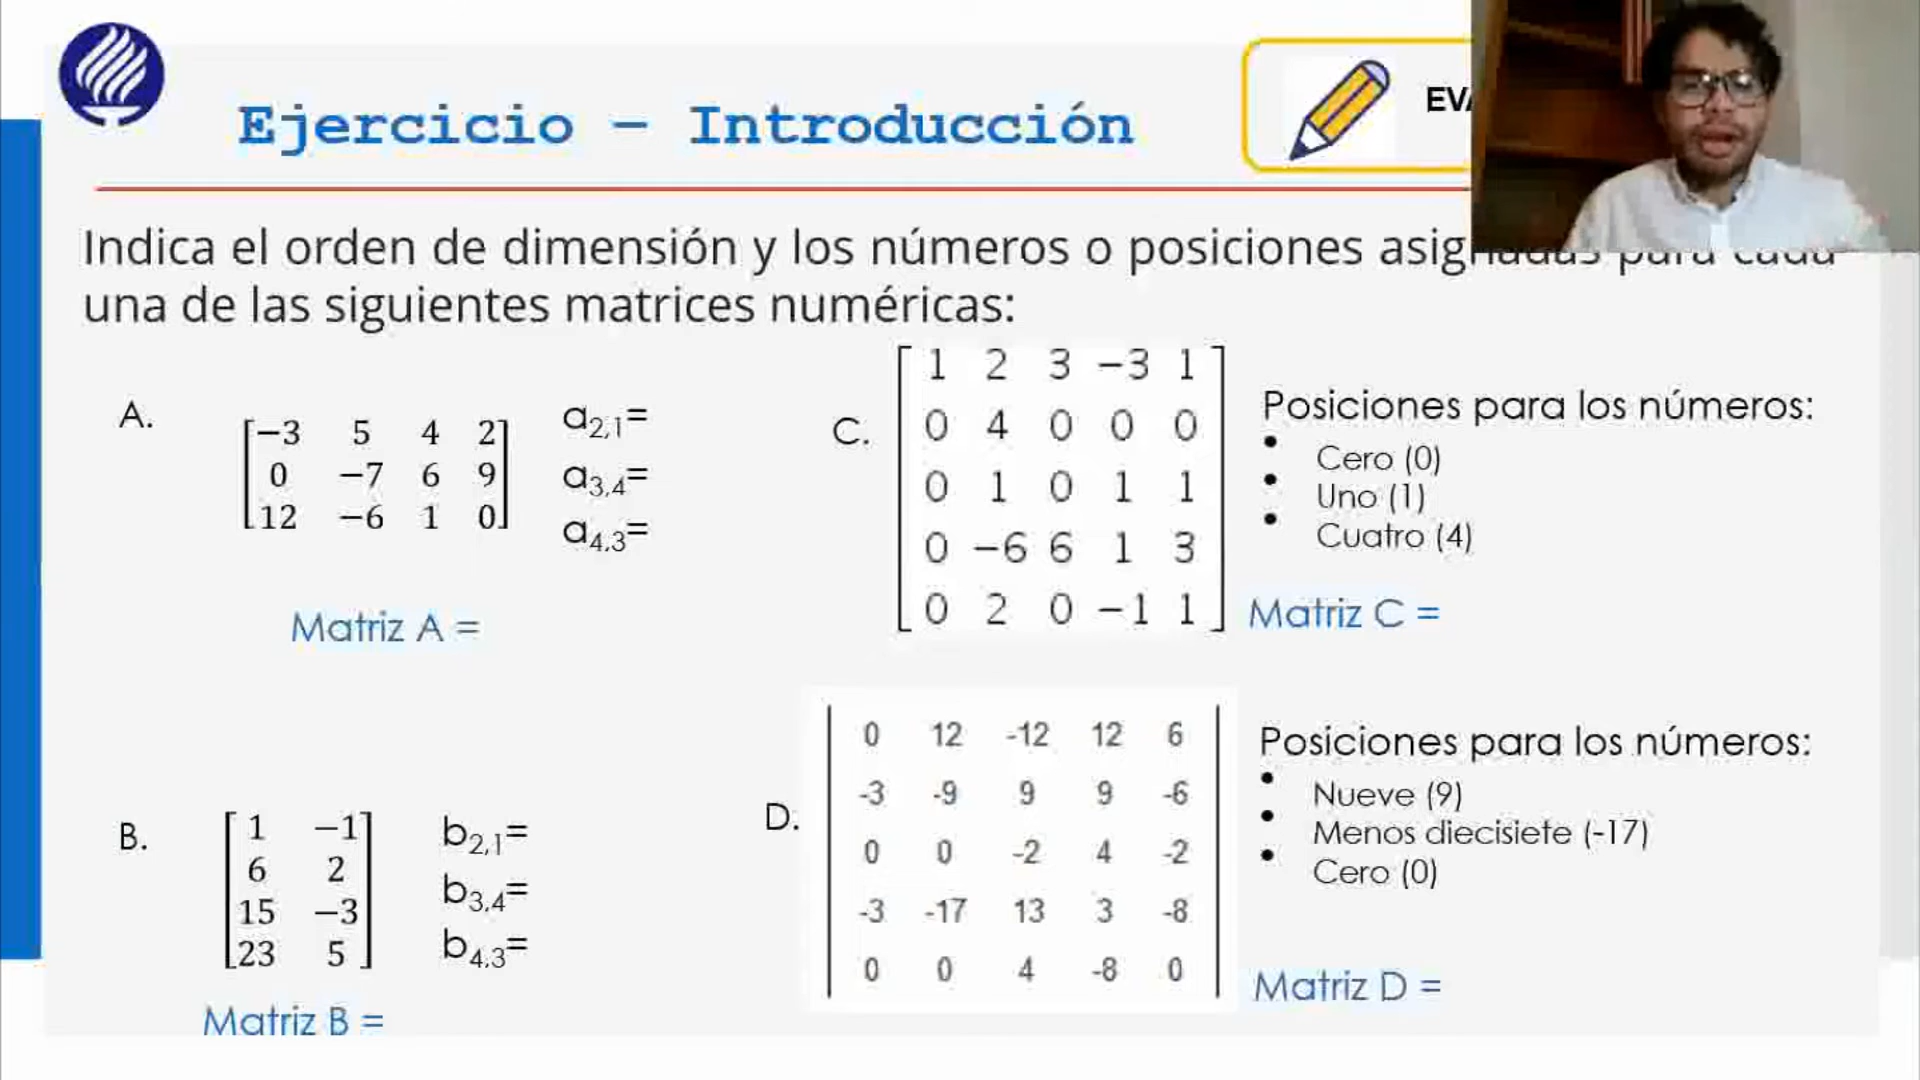 Ejercicio – Introducción
EVA
Indica el orden de dimensión y los números o posiciones asignadas para cada
una de las siguientes matrices numéricas:
A.
−3 5 4 2
0 −7 6 9
12 −6 1 0
a2,1=
a3,4=
a4,3=
Matriz A =
C.
1 2 3 −3 1
0 4 0 0 0
0 1 0 1 1
0 −6 6 1 3
0 2 0 −1 1
Posiciones para los números:
• Cero (0)
• Uno (1)
• Cuatro (4)
Matriz C =
B.
1 −1
6 2
15 −3
23 5
b2,1=
b3,4=
b4,3=
Matriz B =
D.
0 12 -12 12 6
-3 -9 9 9 -6
0 0 -2 4 -2
-3 -17 13 3 -8
0 0 4 -8 0
Posiciones para los números:
• Nueve (9)
• Menos diecisiete (-17)
• Cero (0)
Matriz D =